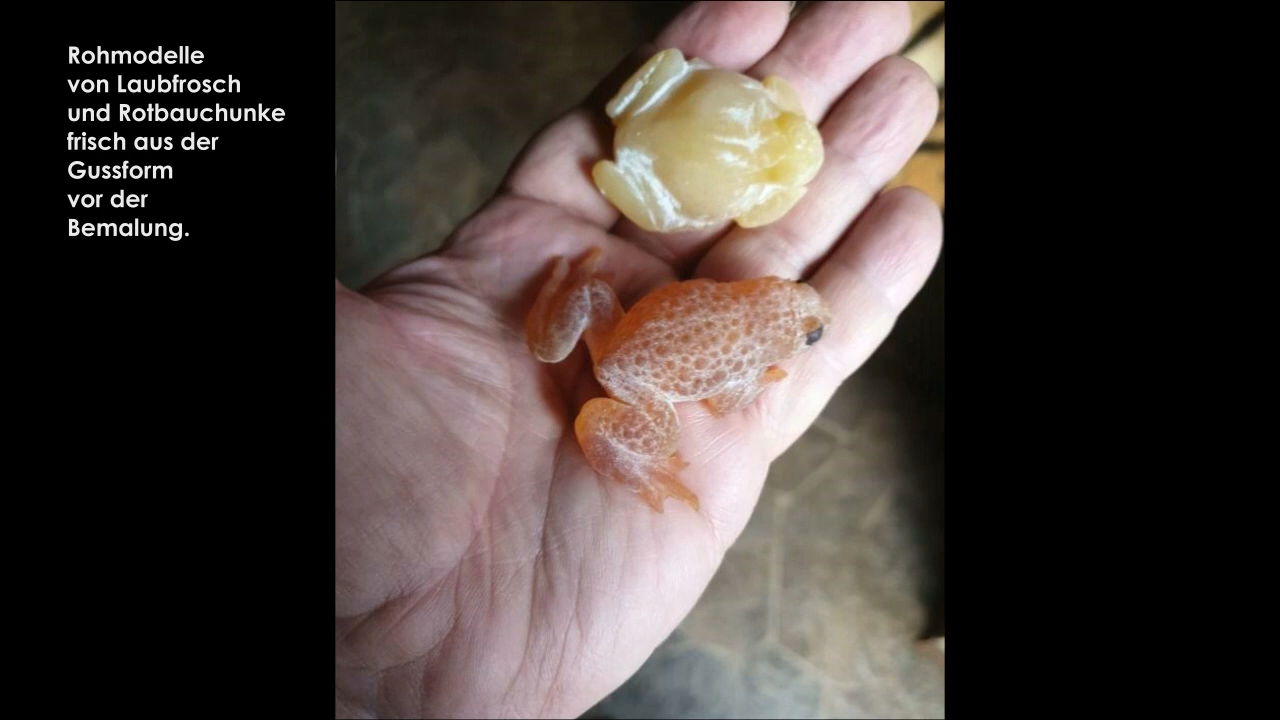 Rohmodelle
von Laubfrosch
und Rotbauchunke
frisch aus der
Gussform
vor der
Bemalung.